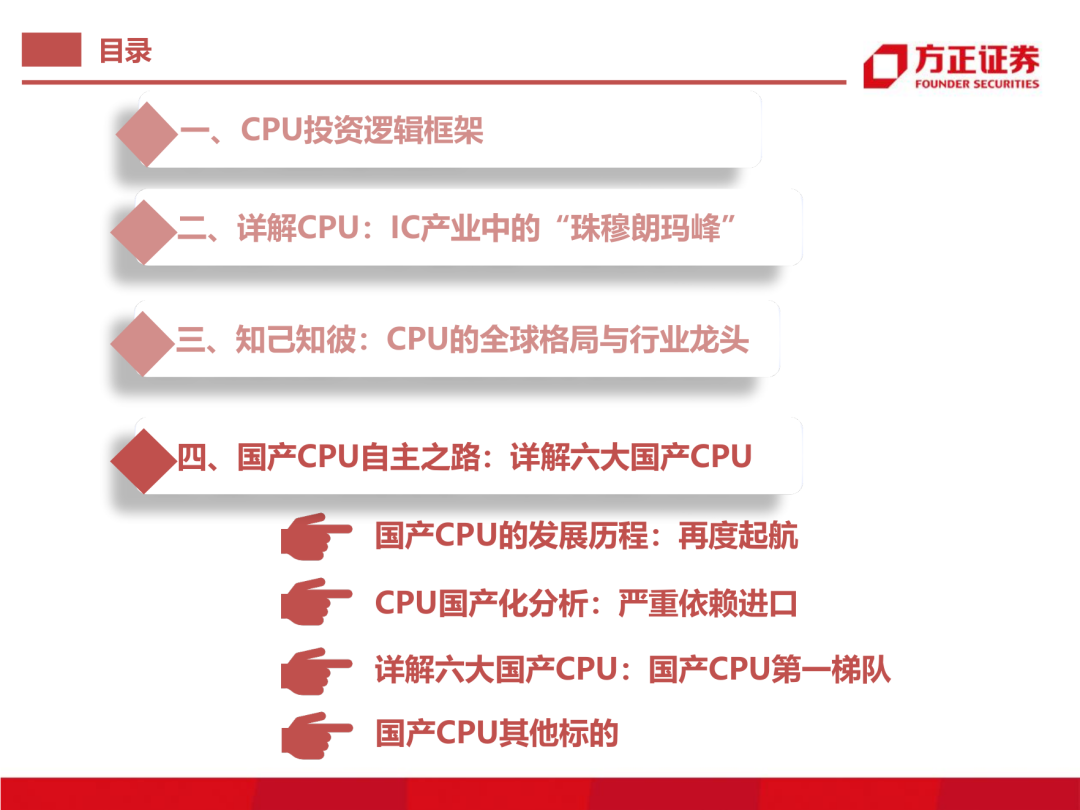 目录
方正证券
FOUNDER SECURITIES
一、CPU投资逻辑框架
二、详解CPU：IC产业中的“珠穆朗玛峰”
三、知己知彼：CPU的全球格局与行业龙头
四、国产CPU自主之路：详解六大国产CPU
国产CPU的发展历程：再度起航
CPU国产化分析：严重依赖进口
详解六大国产CPU：国产CPU第一梯队
国产CPU其他标的